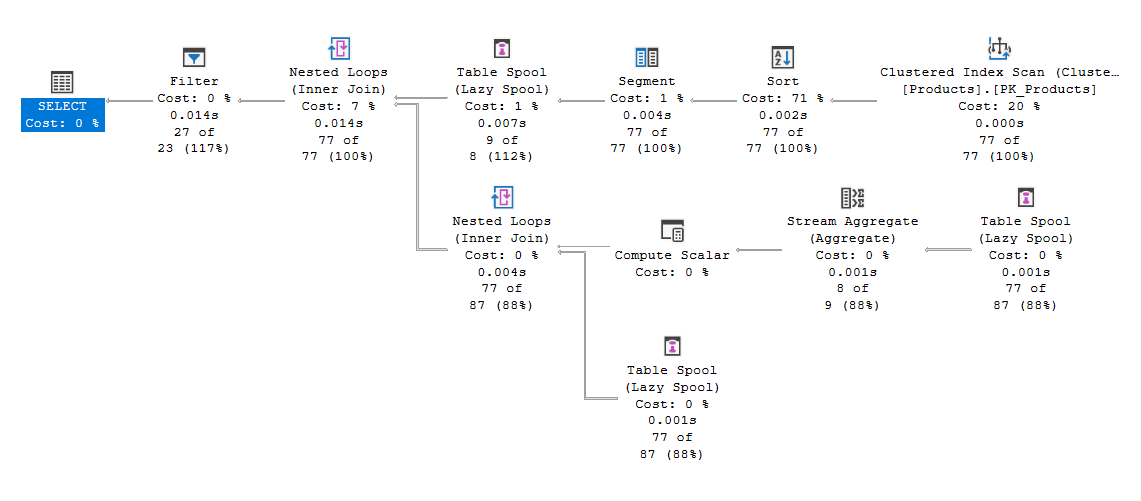 SELECT
Cost: 0 %
Filter
Cost: 0 %
0.014s
27 of
23 (117%)
Nested Loops
(Inner Join)
Cost: 7 %
0.014s
77 of
77 (100%)
Table Spool
(Lazy Spool)
Cost: 1 %
0.007s
9 of
8 (112%)
Segment
Cost: 1 %
0.004s
77 of
77 (100%)
Sort
Cost: 71 %
0.002s
77 of
77 (100%)
Clustered Index Scan (Cluste…
[Products].[PK_Products]
Cost: 20 %
0.000s
77 of
77 (100%)
Nested Loops
(Inner Join)
Cost: 0 %
0.004s
77 of
87 (88%)
Compute Scalar
Cost: 0 %
Stream Aggregate
(Aggregate)
Cost: 0 %
0.001s
8 of
9 (88%)
Table Spool
(Lazy Spool)
Cost: 0 %
0.001s
77 of
87 (88%)
Table Spool
(Lazy Spool)
Cost: 0 %
0.001s
77 of
87 (88%)